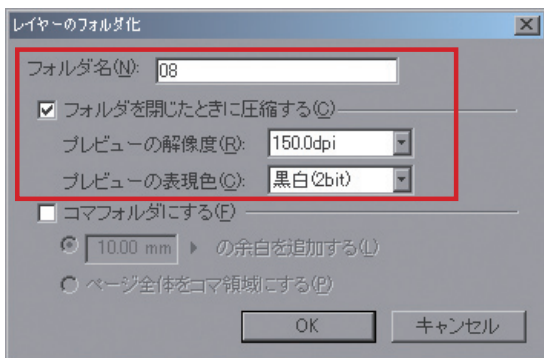 レイヤーのフォルダ化
フォルダ名(N): 08
フォルダを閉じたときに圧縮する(C)
プレビューの解像度(R): 150.0dpi
プレビューの表現色(C): 黒白(2bit)
コマフォルダにする(F)
10.00 mm の余白を追加する(L)
ページ全体をコマ領域にする(P)
OK キャンセル